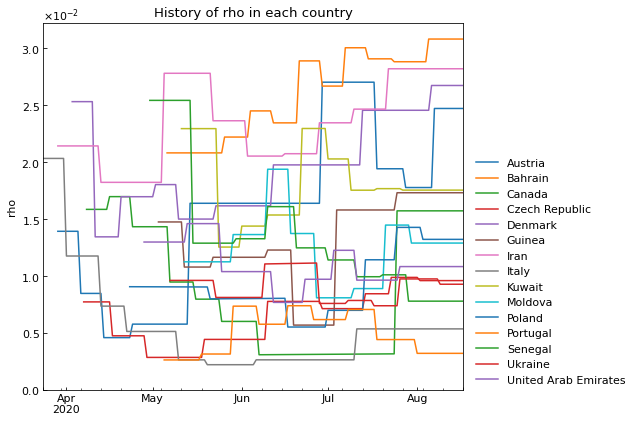 History of rho in each country
×10⁻²
3.0
2.5
2.0
1.5
1.0
0.5
0.0
rho
Apr
2020
May
Jun
Jul
Aug
Austria
Bahrain
Canada
Czech Republic
Denmark
Guinea
Iran
Italy
Kuwait
Moldova
Poland
Portugal
Senegal
Ukraine
United Arab Emirates